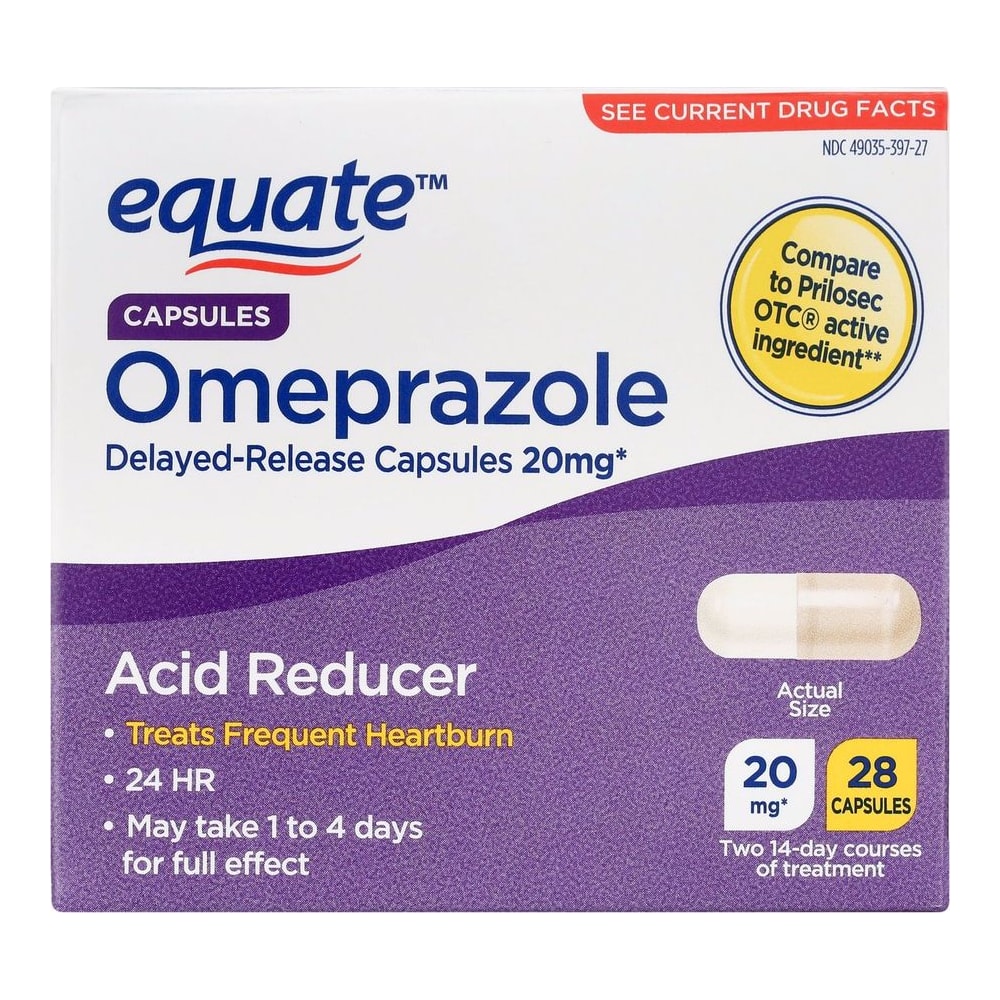 SEE CURRENT DRUG FACTS
NDC 49035-397-27
equate™
Compare
to Prilosec
OTC® active
ingredient**
CAPSULES
Omeprazole
Delayed-Release Capsules 20mg*
Acid Reducer
• Treats Frequent Heartburn
• 24 HR
• May take 1 to 4 days
for full effect
Actual
Size
20
mg*
28
CAPSULES
Two 14-day courses
of treatment